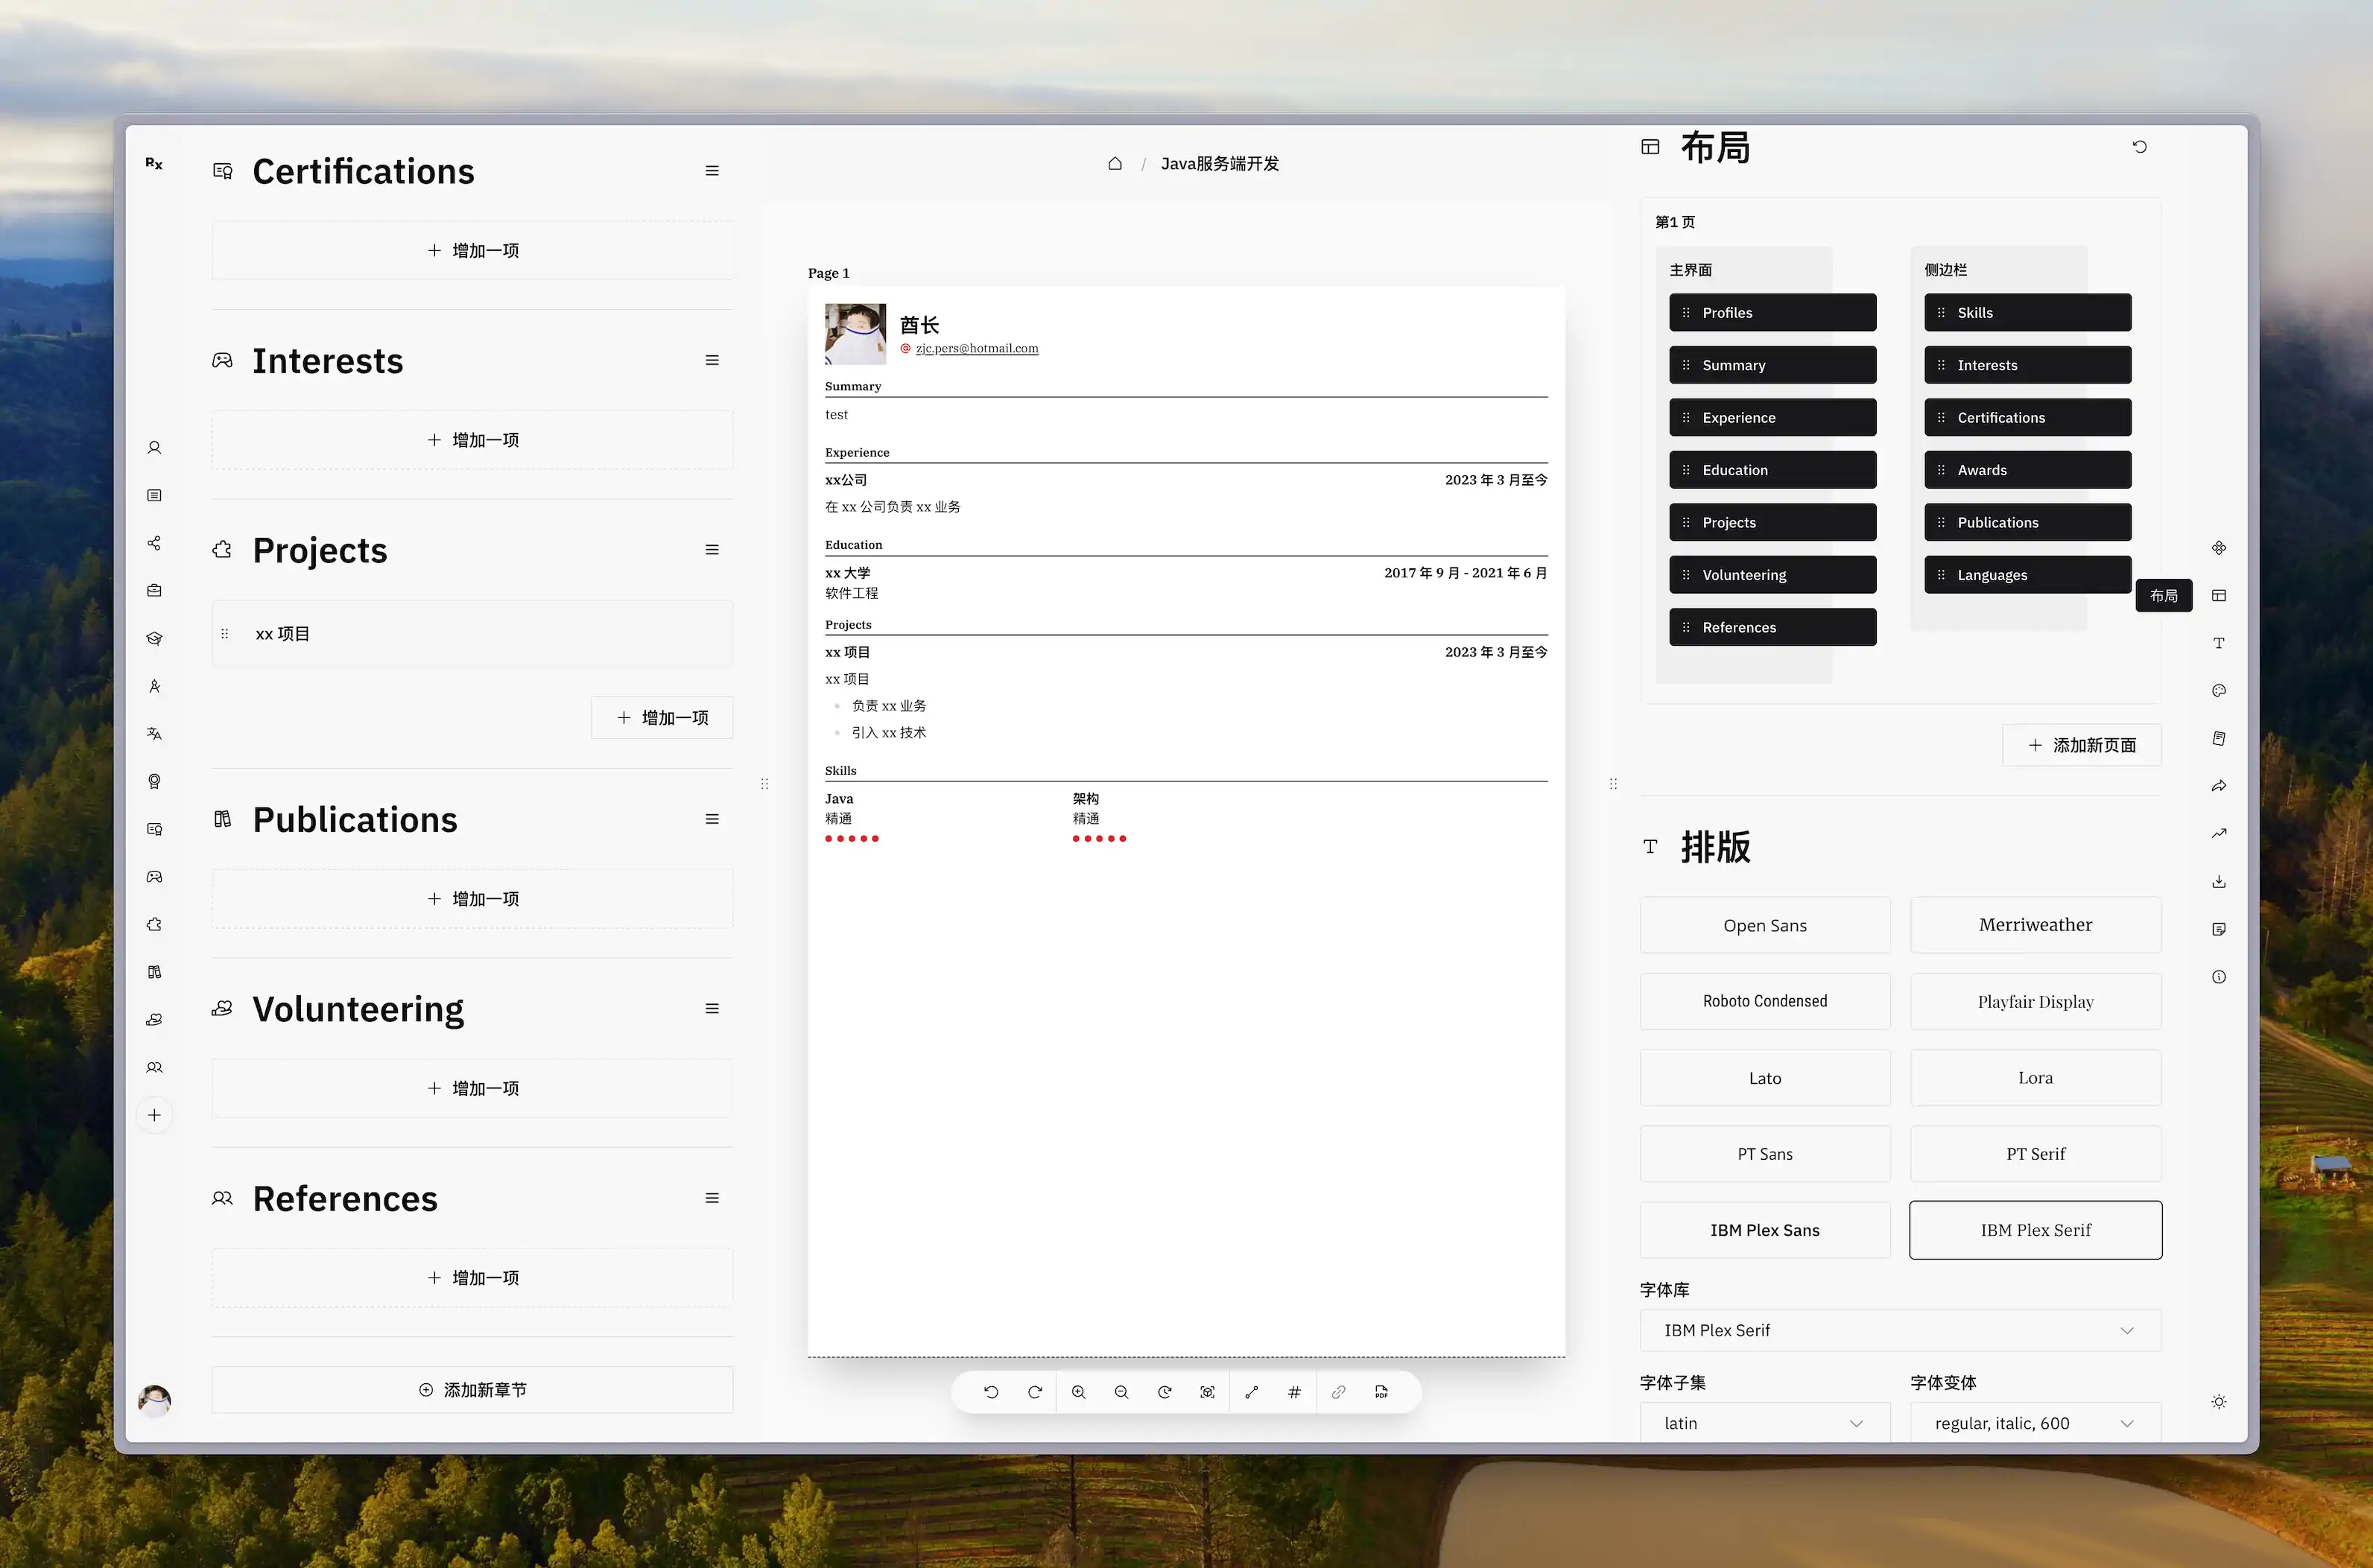 Rx
Certifications
增加一项
Interests
增加一项
Projects
xx 项目
增加一项
Publications
增加一项
Volunteering
增加一项
References
增加一项
添加新章节
/ Java服务端开发
Page 1
酋长
zjc.pers@hotmail.com
Summary
test
Experience
xx公司 2023 年 3 月至今
在 xx 公司负责 xx 业务
Education
xx 大学 2017 年 9 月 - 2021 年 6 月
软件工程
Projects
xx 项目 2023 年 3 月至今
xx 项目
负责 xx 业务
引入 xx 技术
Skills
Java 架构
精通 精通
PDF
布局
第1 页
主界面
Profiles
Summary
Experience
Education
Projects
Volunteering
References
侧边栏
Skills
Interests
Certifications
Awards
Publications
Languages
布局
添加新页面
排版
Open Sans Merriweather
Roboto Condensed Playfair Display
Lato Lora
PT Sans PT Serif
IBM Plex Sans IBM Plex Serif
字体库
IBM Plex Serif
字体子集 字体变体
latin regular, italic, 600